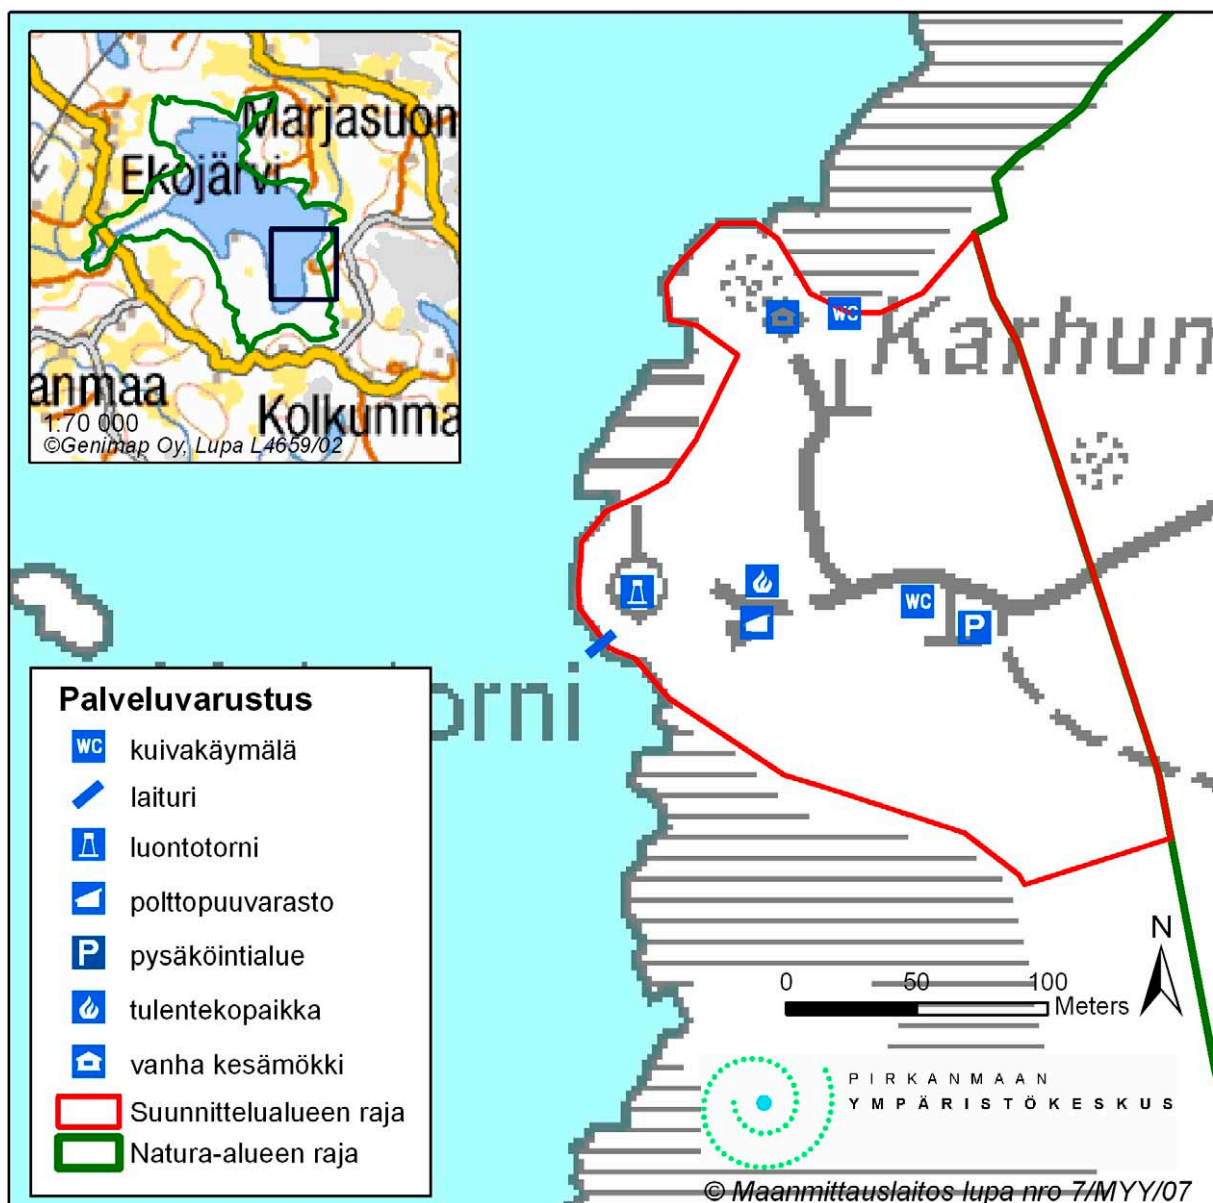 Marjasuon
Ekojärvi
anmaa
Kolkunma
1:70 000
©Genimap Oy, Lupa L4659/02
WC
Karhun
WC
P
orni
Palveluvarustus
WC kuivakäymälä
laituri
luontotorni
polttopuuvarasto
P pysäköintialue
tulentekopaikka
vanha kesämökki
Suunnittelualueen raja
Natura-alueen raja
N
0 50 100
Meters
PIRKANMAAN
YMPÄRISTÖKESKUS
© Maanmittauslaitos lupa nro 7/MYY/07